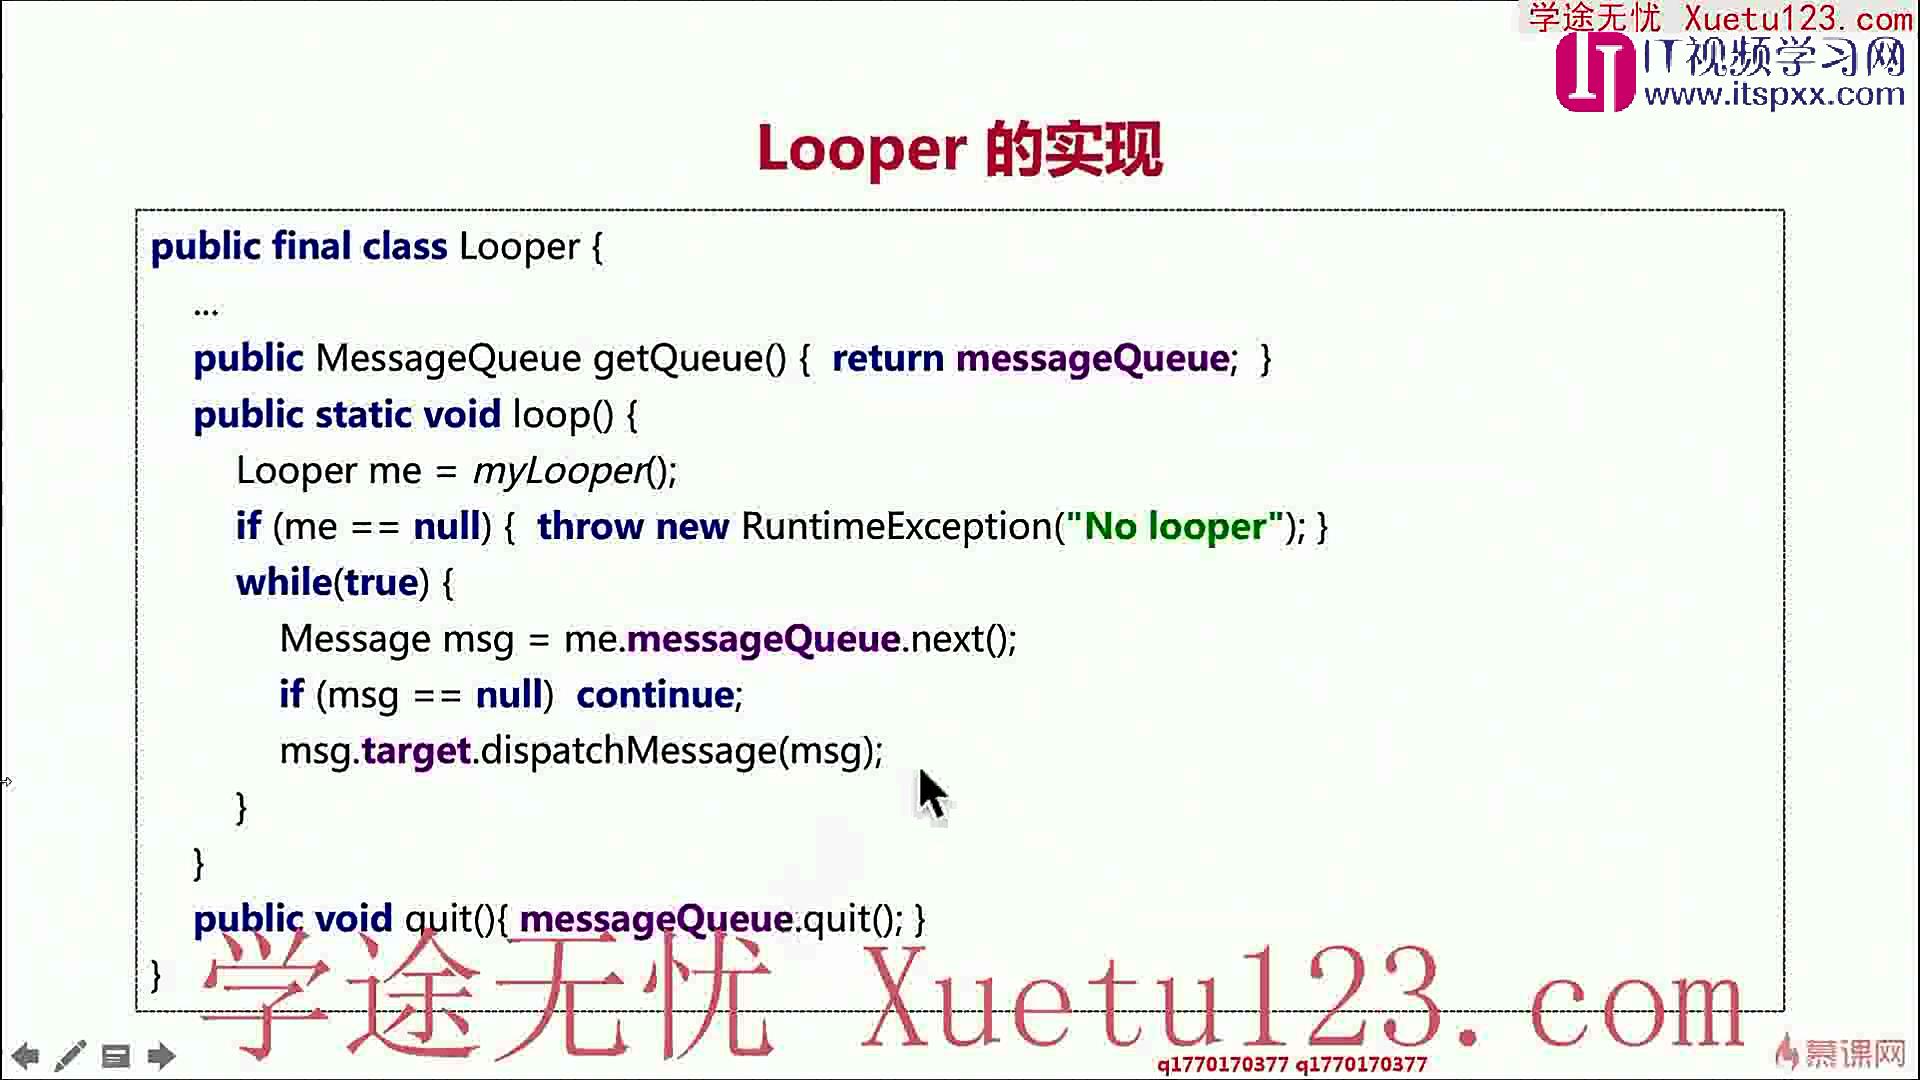 学途无忧 Xuetu123.com
IT视频学习网
www.itspxx.com
Looper 的实现
public final class Looper {
...
public MessageQueue getQueue() { return messageQueue; }
public static void loop() {
Looper me = myLooper();
if (me == null) { throw new RuntimeException("No looper"); }
while(true) {
Message msg = me.messageQueue.next();
if (msg == null) continue;
msg.target.dispatchMessage(msg);
}
}
public void quit(){ messageQueue.quit(); }
}
学途无忧 Xuetu123.com
q1770170377 q1770170377
慕课网